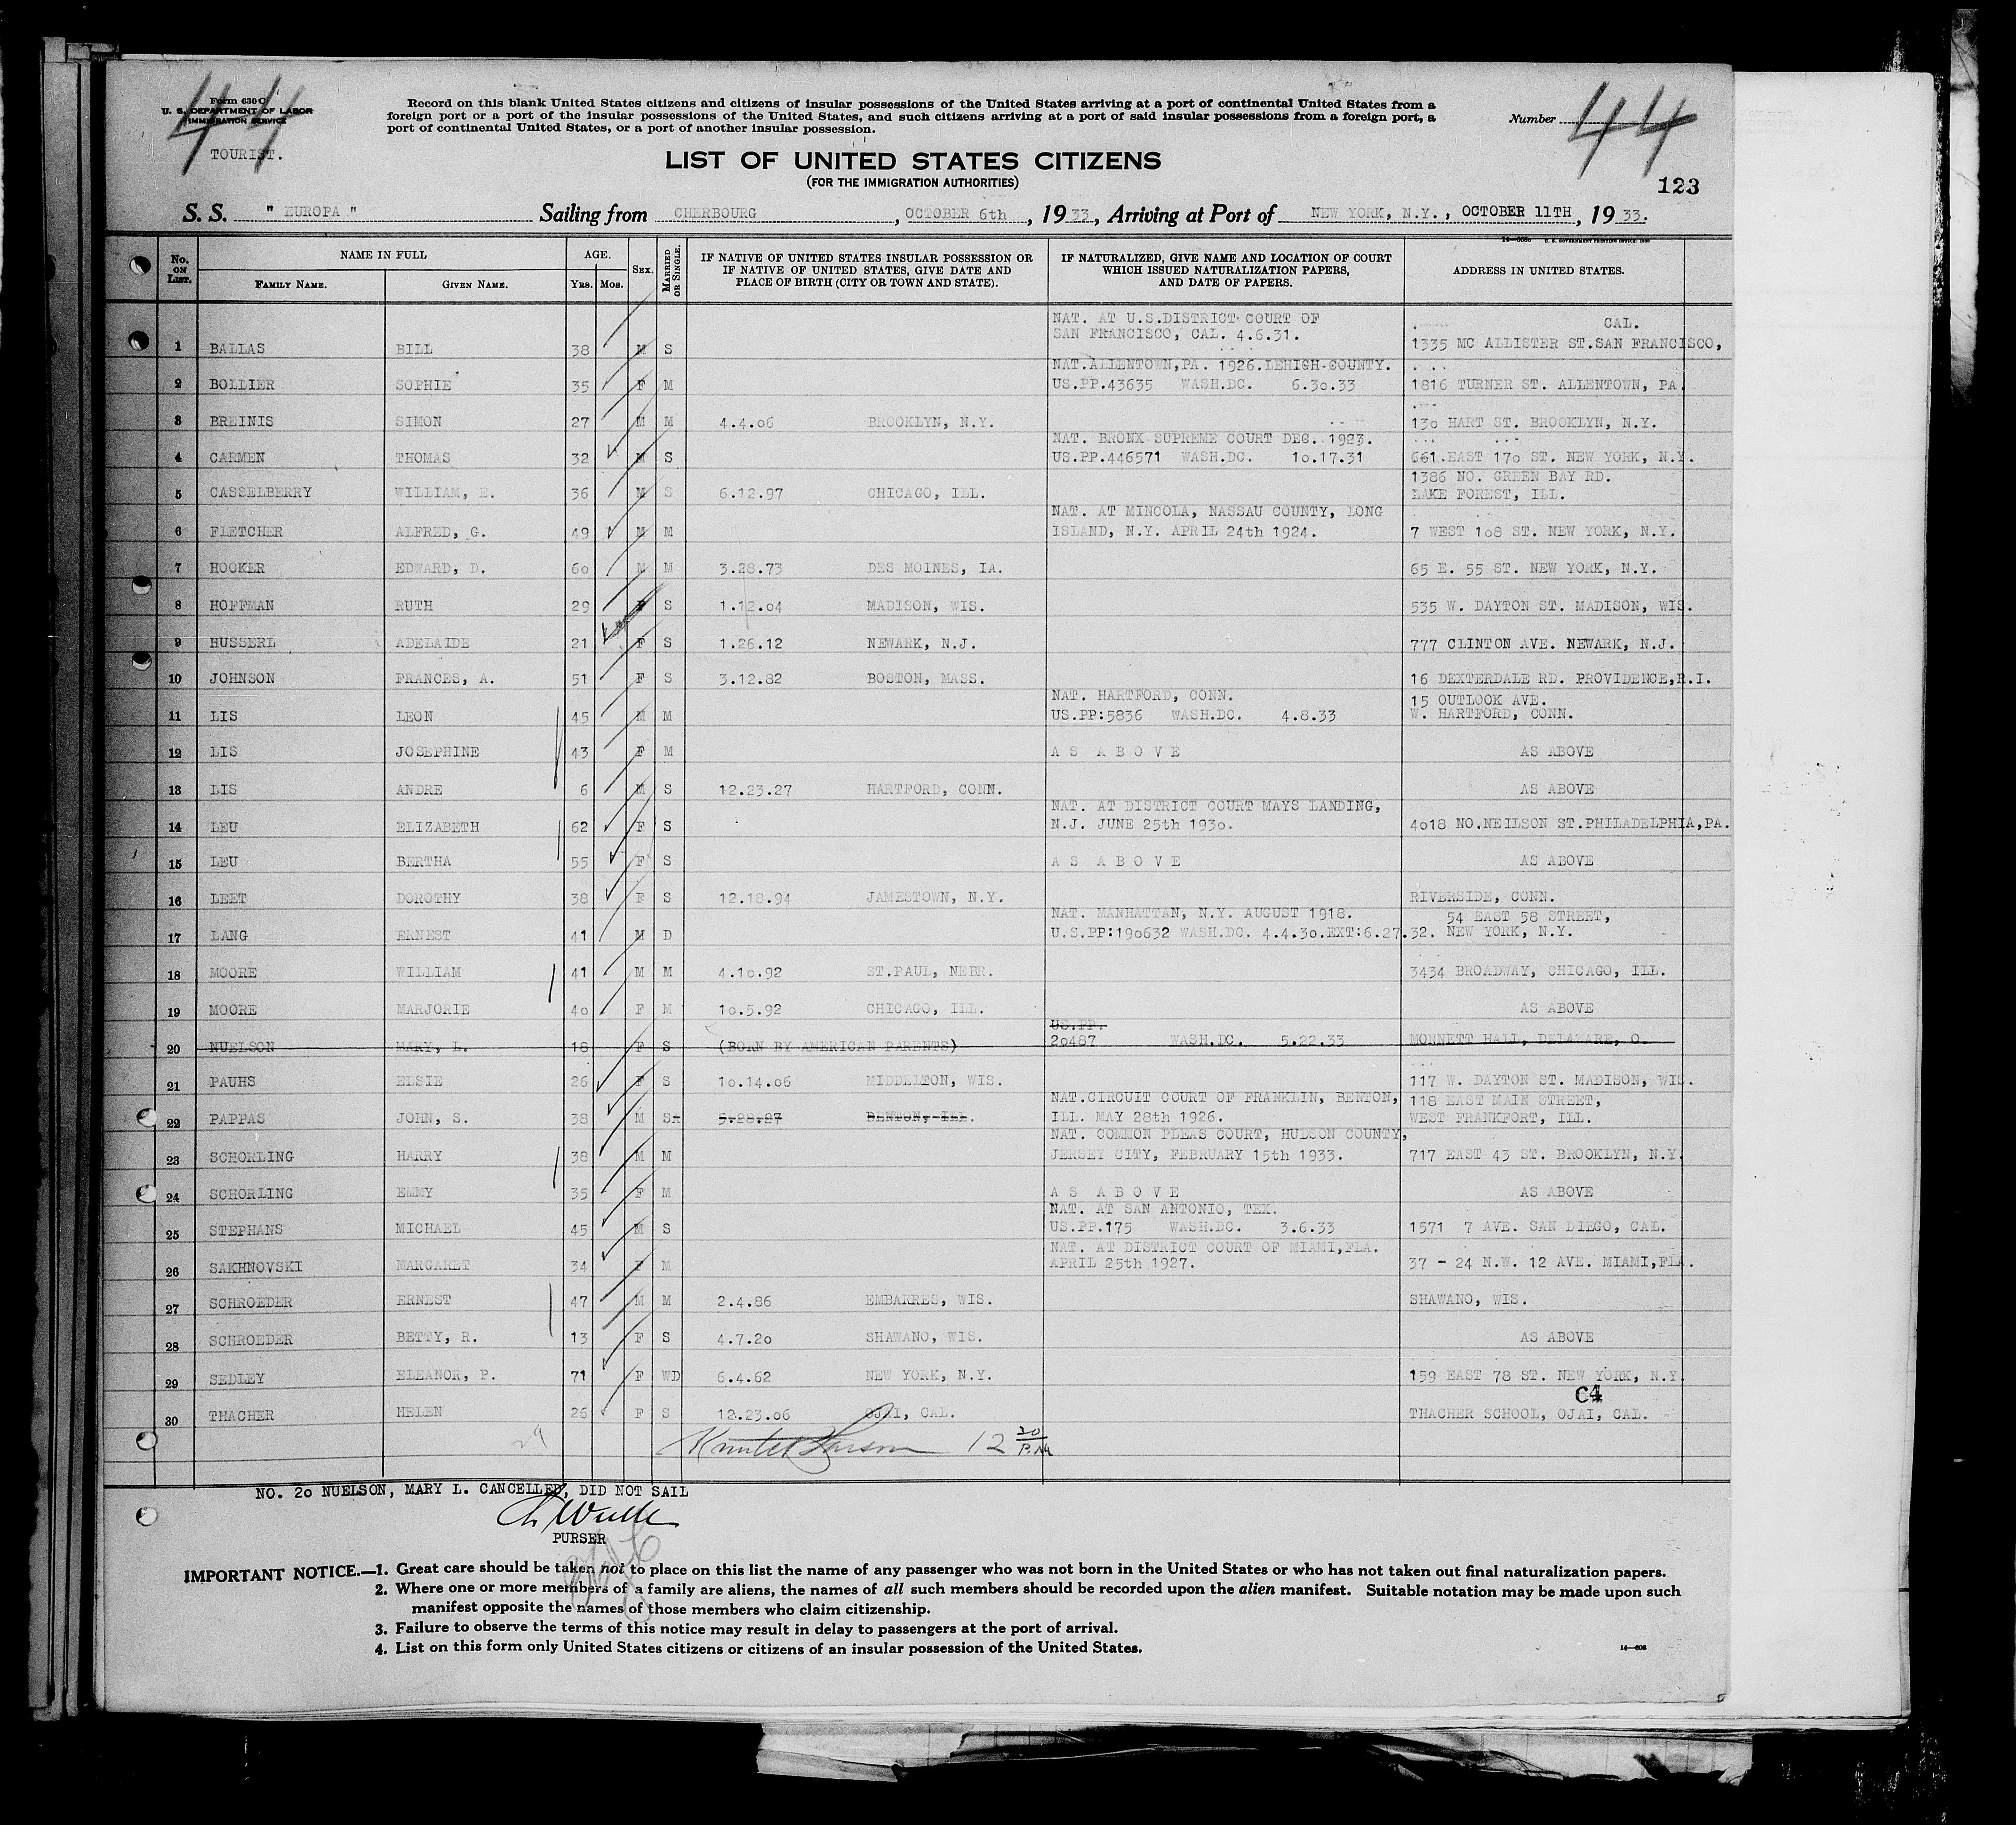 44
Form 630 C
U. S. DEPARTMENT OF LABOR
IMMIGRATION SERVICE
TOURIST.
Record on this blank United States citizens and citizens of insular possessions of the United States arriving at a port of continental United States from a
foreign port or a port of the insular possessions of the United States, and such citizens arriving at a port of said insular possessions from a foreign port, a
port of continental United States, or a port of another insular possession.
Number 44
LIST OF UNITED STATES CITIZENS
(FOR THE IMMIGRATION AUTHORITIES)
123
S. S. " EUROPA " Sailing from CHERBOURG, OCTOBER 6th, 1933, Arriving at Port of NEW YORK, N.Y., OCTOBER 11TH, 1933.
No. ON LIST. NAME IN FULL FAMILY NAME. GIVEN NAME. AGE. YRS. MOS. SEX. MARRIED OR SINGLE. IF NATIVE OF UNITED STATES INSULAR POSSESSION OR IF NATIVE OF UNITED STATES, GIVE DATE AND PLACE OF BIRTH (CITY OR TOWN AND STATE). IF NATURALIZED, GIVE NAME AND LOCATION OF COURT WHICH ISSUED NATURALIZATION PAPERS, AND DATE OF PAPERS. ADDRESS IN UNITED STATES.
NAT. AT U.S.DISTRICT COURT OF
SAN FRANCISCO, CAL. 4.6.31. CAL.
1 BALLAS BILL 38 M S 1335 MC ALLISTER ST.SAN FRANCISCO,
NAT.ALLENTOWN,PA. 1926.LEHIGH-COUNTY.
2 BOLLIER SOPHIE 35 F M US.PP.43635 WASH.DC. 6.30.33 1816 TURNER ST. ALLENTOWN, PA.
3 BREINIS SIMON 27 M M 4.4.06 BROOKLYN, N.Y. 130 HART ST. BROOKLYN, N.Y.
NAT. BRONX SUPREME COURT DEC. 1923.
4 CARMEN THOMAS 32 M S US.PP.446571 WASH.DC. 10.17.31 661.EAST 170 ST. NEW YORK, N.Y.
1386 NO. GREEN BAY RD.
5 CASSELBERRY WILLIAM, E. 36 M S 6.12.97 CHICAGO, ILL. LAKE FOREST, ILL.
NAT. AT MINCOLA, NASSAU COUNTY, LONG
6 FLETCHER ALFRED, G. 49 M M ISLAND, N.Y. APRIL 24th 1924. 7 WEST 108 ST. NEW YORK, N.Y.
7 HOOKER EDWARD, D. 60 M M 3.28.73 DES MOINES, IA. 65 E. 55 ST. NEW YORK, N.Y.
8 HOFFMAN RUTH 29 F S 1.12.04 MADISON, WIS. 535 W. DAYTON ST. MADISON, WIS.
9 HUSSERL ADELAIDE 21 F S 1.26.12 NEWARK, N.J. 777 CLINTON AVE. NEWARK, N.J.
10 JOHNSON FRANCES, A. 51 F S 3.12.82 BOSTON, MASS. 16 DEXTERDALE RD. PROVIDENCE,R.I.
NAT. HARTFORD, CONN. 15 OUTLOOK AVE.
11 LIS LEON 45 M M US.PP:5836 WASH.DC. 4.8.33 W. HARTFORD, CONN.
12 LIS JOSEPHINE 43 F M A S A B O V E AS ABOVE
13 LIS ANDRE 6 M S 12.23.27 HARTFORD, CONN. AS ABOVE
NAT. AT DISTRICT COURT MAYS LANDING,
14 LEU ELIZABETH 62 F S N.J. JUNE 25th 1930. 4018 NO.NEILSON ST.PHILADELPHIA,PA.
15 LEU BERTHA 55 F S A S A B O V E AS ABOVE
16 LEET DOROTHY 38 F S 12.18.94 JAMESTOWN, N.Y. RIVERSIDE, CONN.
NAT. MANHATTAN, N.Y. AUGUST 1918. 54 EAST 58 STREET,
17 LANG ERNEST 41 M D U.S.PP:190632 WASH.DC. 4.4.30.EXT:6.27.32. NEW YORK, N.Y.
18 MOORE WILLIAM 41 M M 4.10.92 ST.PAUL, NEBR. 3434 BROADWAY, CHICAGO, ILL.
19 MOORE MARJORIE 40 F M 10.5.92 CHICAGO, ILL. AS ABOVE
US.PP.
20 NUELSON MARY, L. 18 F S (BORN BY AMERICAN PARENTS) 20487 WASH.DC. 5.22.33 MONNETT HALL, DELAWARE, O.
21 PAUHS ELSIE 26 F S 10.14.06 MIDDELTON, WIS. 117 W. DAYTON ST. MADISON, WIS.
NAT.CIRCUIT COURT OF FRANKLIN, BENTON, 118 EAST MAIN STREET,
22 PAPPAS JOHN, S. 38 M S 5.28.27 BENTON, ILL. ILL. MAY 28th 1926. WEST FRANKFORT, ILL.
NAT. COMMON PLEAS COURT, HUDSON COUNTY,
23 SCHORLING HARRY 38 M M JERSEY CITY, FEBRUARY 15th 1933. 717 EAST 43 ST. BROOKLYN, N.Y.
24 SCHORLING EMMY 35 F M A S A B O V E AS ABOVE
NAT. AT SAN ANTONIO, TEX.
25 STEPHANS MICHAEL 45 M S US.PP.175 WASH.DC. 3.6.33 1571 7 AVE. SAN DIEGO, CAL.
NAT. AT DISTRICT COURT OF MIAMI,FLA.
26 SAKHNOVSKI MARGARET 34 F M APRIL 25th 1927. 37 - 24 N.W. 12 AVE. MIAMI,FLA.
27 SCHROEDER ERNEST 47 M M 2.4.86 EMBARRES, WIS. SHAWANO, WIS.
28 SCHROEDER BETTY, R. 13 F S 4.7.20 SHAWANO, WIS. AS ABOVE
29 SEDLEY ELEANOR, P. 71 F WD 6.4.62 NEW YORK, N.Y. 159 EAST 78 ST. NEW YORK, N.Y.
C4
30 THACHER HELEN 26 F S 12.23.06 OJAI, CAL. THACHER SCHOOL, OJAI, CAL.
29 12 20 P.M.
NO. 20 NUELSON, MARY L. CANCELLED, DID NOT SAIL
PURSER
IMPORTANT NOTICE.—1. Great care should be taken not to place on this list the name of any passenger who was not born in the United States or who has not taken out final naturalization papers.
2. Where one or more members of a family are aliens, the names of all such members should be recorded upon the alien manifest. Suitable notation may be made upon such
manifest opposite the names of those members who claim citizenship.
3. Failure to observe the terms of this notice may result in delay to passengers at the port of arrival.
4. List on this form only United States citizens or citizens of an insular possession of the United States.